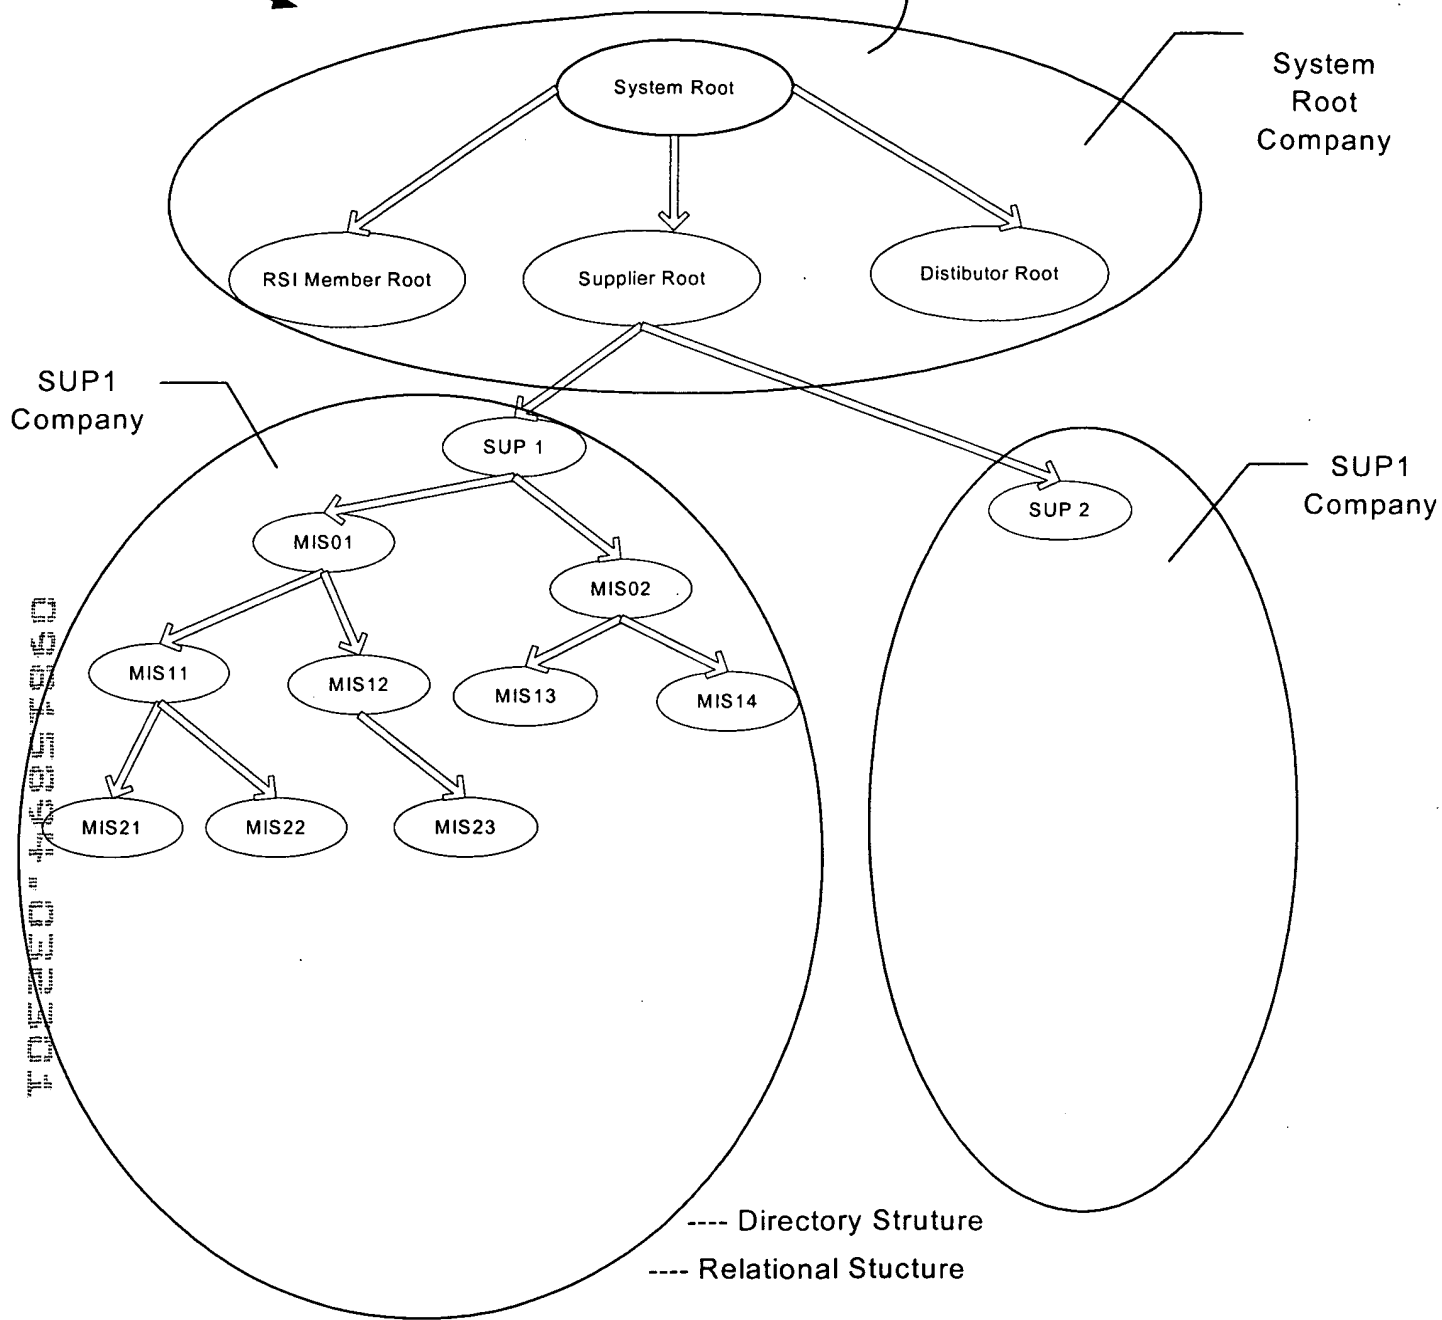 System Root
System
Root
Company
RSI Member Root
Supplier Root
Distibutor Root
SUP1
Company
SUP 1
SUP1
Company
SUP 2
MIS01
MIS02
MIS11
MIS12
MIS13
MIS14
MIS21
MIS22
MIS23
---- Directory Struture
---- Relational Stucture